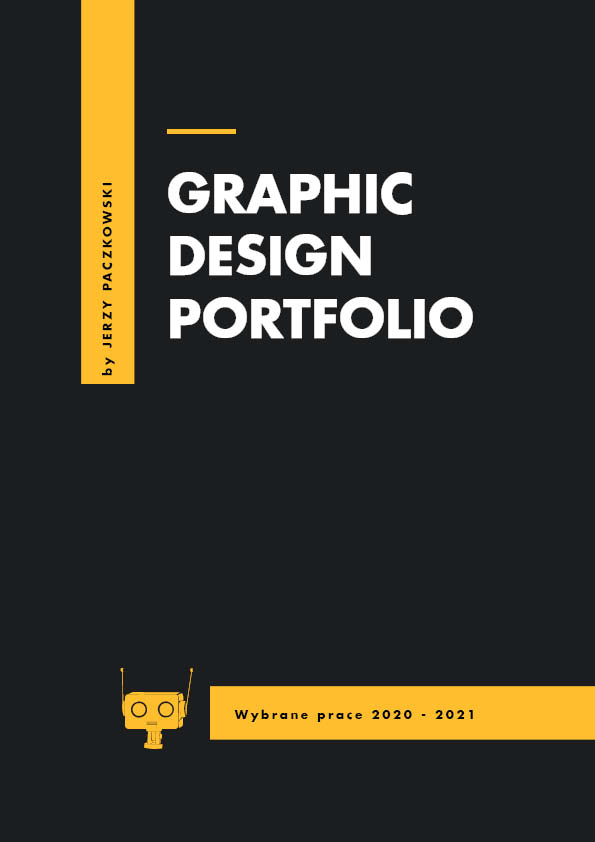 by JERZY PACZKOWSKI
GRAPHIC
DESIGN
PORTFOLIO
Wybrane prace 2020 - 2021